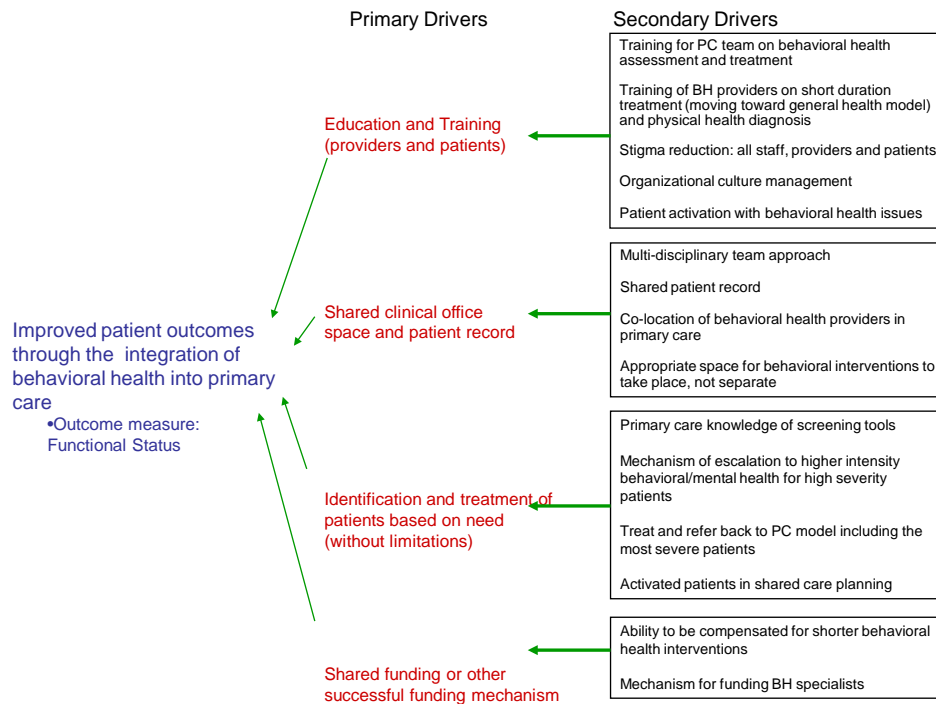 Primary Drivers
Secondary Drivers
Improved patient outcomes
through the integration of
behavioral health into primary
care
•Outcome measure:
Functional Status
Education and Training
(providers and patients)
Training for PC team on behavioral health
assessment and treatment
Training of BH providers on short duration
treatment (moving toward general health model)
and physical health diagnosis
Stigma reduction: all staff, providers and patients
Organizational culture management
Patient activation with behavioral health issues
Shared clinical office
space and patient record
Multi-disciplinary team approach
Shared patient record
Co-location of behavioral health providers in
primary care
Appropriate space for behavioral interventions to
take place, not separate
Identification and treatment of
patients based on need
(without limitations)
Primary care knowledge of screening tools
Mechanism of escalation to higher intensity
behavioral/mental health for high severity
patients
Treat and refer back to PC model including the
most severe patients
Activated patients in shared care planning
Shared funding or other
successful funding mechanism
Ability to be compensated for shorter behavioral
health interventions
Mechanism for funding BH specialists